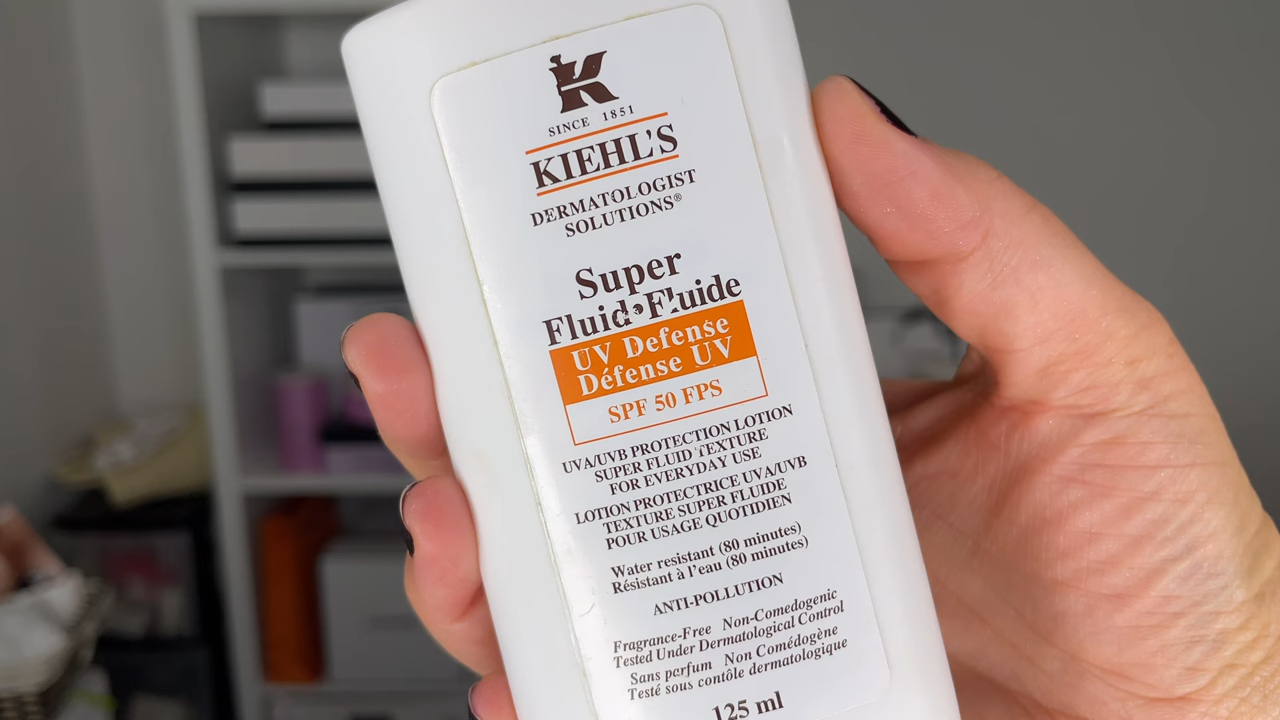 K
SINCE 1851
KIEHL'S
DERMATOLOGIST
SOLUTIONS®
Super
Fluid•Fluide
UV Defense
Défense UV
SPF 50 FPS
UVA/UVB PROTECTION LOTION
SUPER FLUID TEXTURE
FOR EVERYDAY USE
LOTION PROTECTRICE UVA/UVB
TEXTURE SUPER FLUIDE
POUR USAGE QUOTIDIEN
Water resistant (80 minutes)
Résistant à l'eau (80 minutes)
ANTI-POLLUTION
Fragrance-Free Non-Comedogenic
Tested Under Dermatological Control
Sans parfum Non Comédogène
Testé sous contôle dermatologique
125 ml